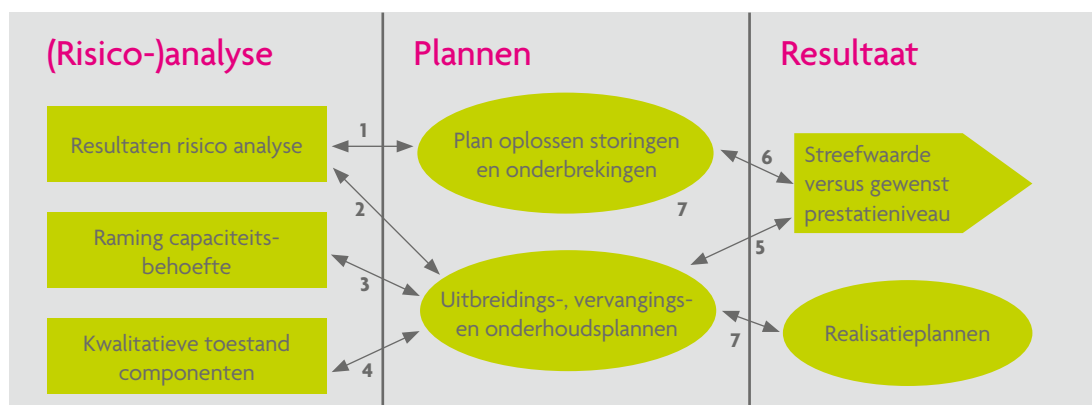 (Risico-)analyse
Plannen
Resultaat
Resultaten risico analyse
1
Plan oplossen storingen
en onderbrekingen
6
Streefwaarde
versus gewenst
prestatieniveau
2
7
5
Raming capaciteits-
behoefte
3
Uitbreidings-, vervangings-
en onderhoudsplannen
7
Realisatieplannen
Kwalitatieve toestand
componenten
4